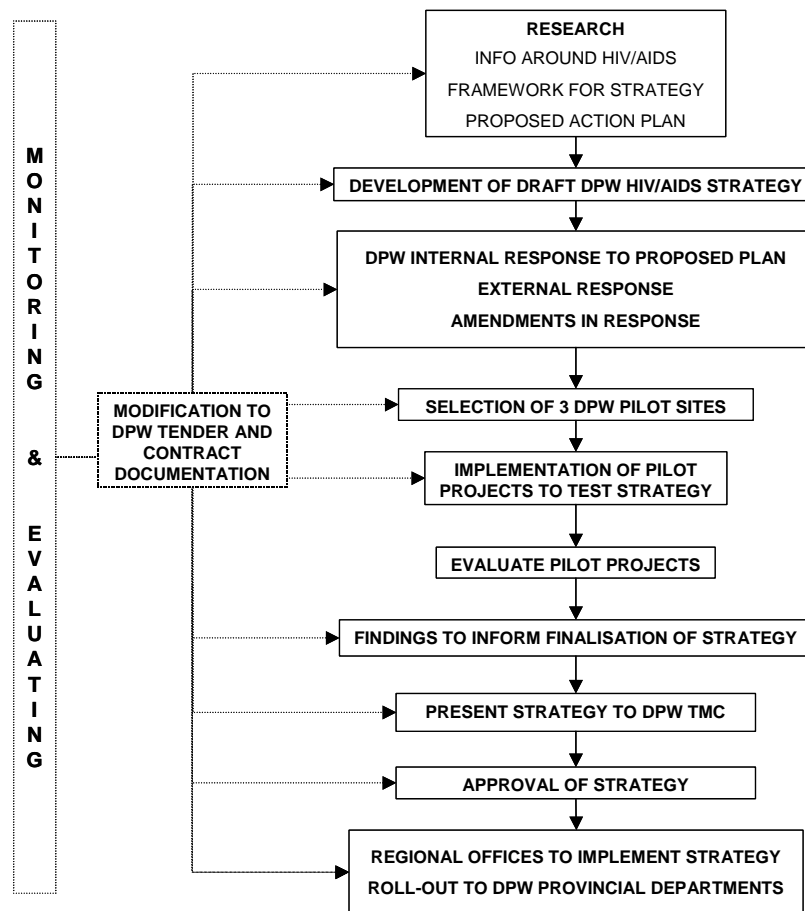 MONITORING & EVALUATING
MODIFICATION TO
DPW TENDER AND
CONTRACT
DOCUMENTATION
RESEARCH
INFO AROUND HIV/AIDS
FRAMEWORK FOR STRATEGY
PROPOSED ACTION PLAN
DEVELOPMENT OF DRAFT DPW HIV/AIDS STRATEGY
DPW INTERNAL RESPONSE TO PROPOSED PLAN
EXTERNAL RESPONSE
AMENDMENTS IN RESPONSE
SELECTION OF 3 DPW PILOT SITES
IMPLEMENTATION OF PILOT
PROJECTS TO TEST STRATEGY
EVALUATE PILOT PROJECTS
FINDINGS TO INFORM FINALISATION OF STRATEGY
PRESENT STRATEGY TO DPW TMC
APPROVAL OF STRATEGY
REGIONAL OFFICES TO IMPLEMENT STRATEGY
ROLL-OUT TO DPW PROVINCIAL DEPARTMENTS